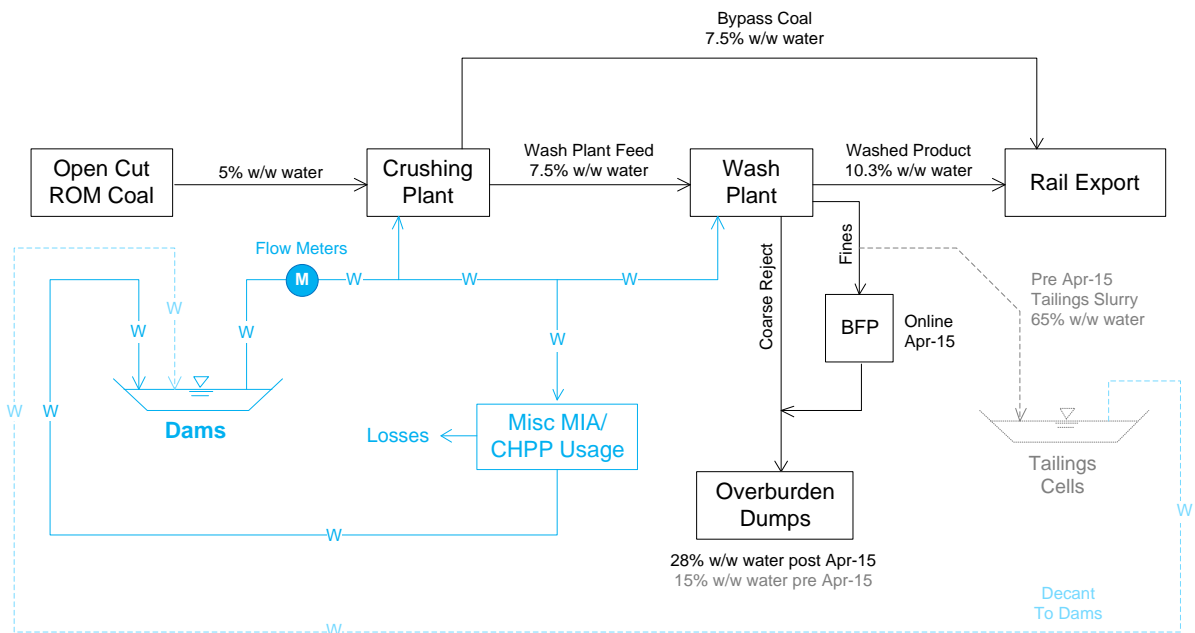 Bypass Coal
7.5% w/w water
Open Cut
ROM Coal
5% w/w water
Crushing
Plant
Wash Plant Feed
7.5% w/w water
Wash
Plant
Washed Product
10.3% w/w water
Rail Export
Flow Meters
M
W
W
W
W
W
W
W
W
W
W
W
W
W
Dams
Losses
Misc MIA/
CHPP Usage
Coarse Reject
Fines
BFP
Online
Apr-15
Pre Apr-15
Tailings Slurry
65% w/w water
Tailings
Cells
Overburden
Dumps
28% w/w water post Apr-15
15% w/w water pre Apr-15
Decant
To Dams